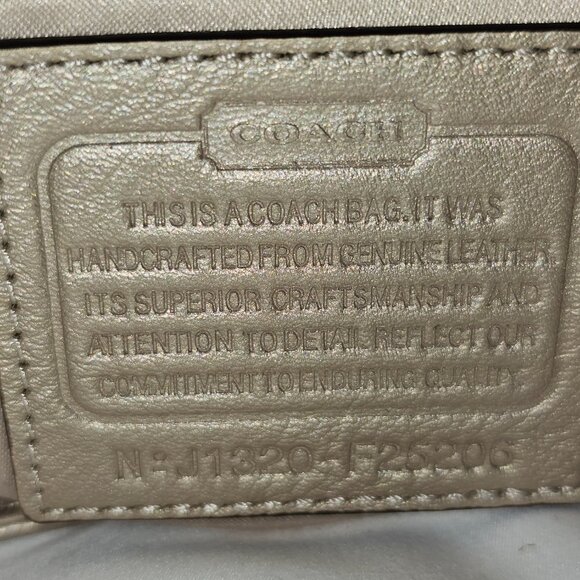 COACH
THIS IS A COACH BAG. IT WAS
HANDCRAFTED FROM GENUINE LEATHER
ITS SUPERIOR CRAFTSMANSHIP AND
ATTENTION TO DETAIL REFLECT OUR
COMMITMENT TO ENDURING QUALITY.
Nº: J1320-F25206